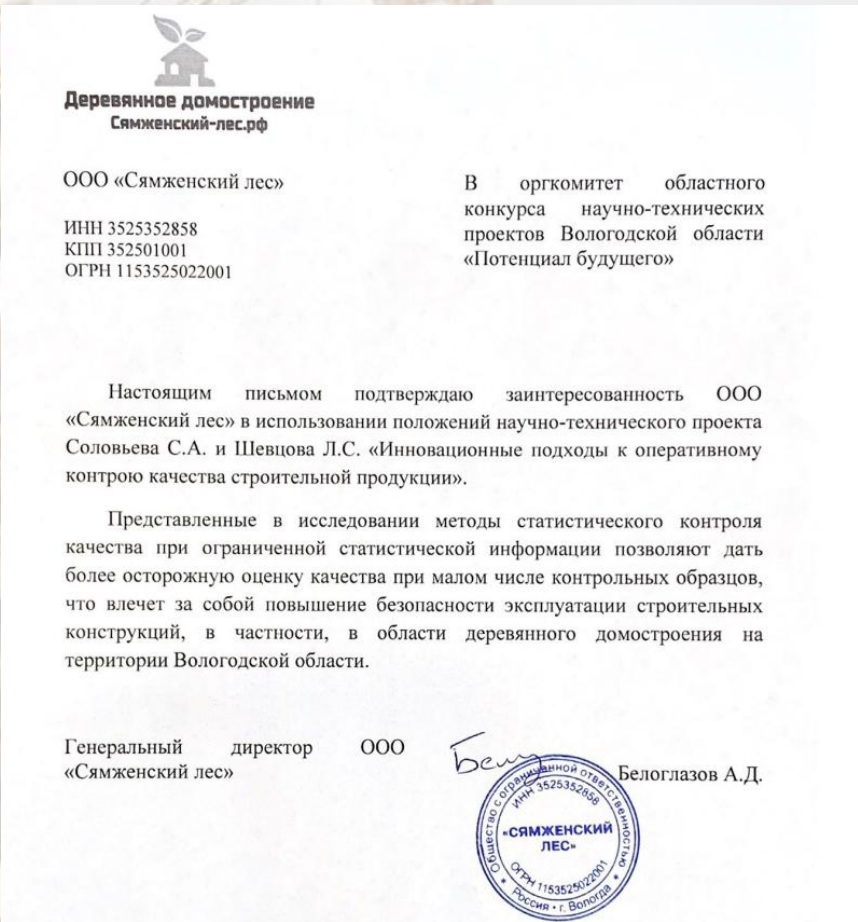 Деревянное домостроение
Сямженский-лес.рф
ООО «Сямженский лес»
ИНН 3525352858
КПП 352501001
ОГРН 1153525022001
В оргкомитет областного
конкурса научно-технических
проектов Вологодской области
«Потенциал будущего»
Настоящим письмом подтверждаю заинтересованность ООО
«Сямженский лес» в использовании положений научно-технического проекта
Соловьева С.А. и Шевцова Л.С. «Инновационные подходы к оперативному
контрою качества строительной продукции».
Представленные в исследовании методы статистического контроля
качества при ограниченной статистической информации позволяют дать
более осторожную оценку качества при малом числе контрольных образцов,
что влечет за собой повышение безопасности эксплуатации строительных
конструкций, в частности, в области деревянного домостроения на
территории Вологодской области.
Генеральный директор ООО
«Сямженский лес»
Белоглазов А.Д.
Общество с ограниченной ответственностью
ИНН 3525352858
«СЯМЖЕНСКИЙ
ЛЕС»
ОГРН 1153525022001
Россия • г. Вологда